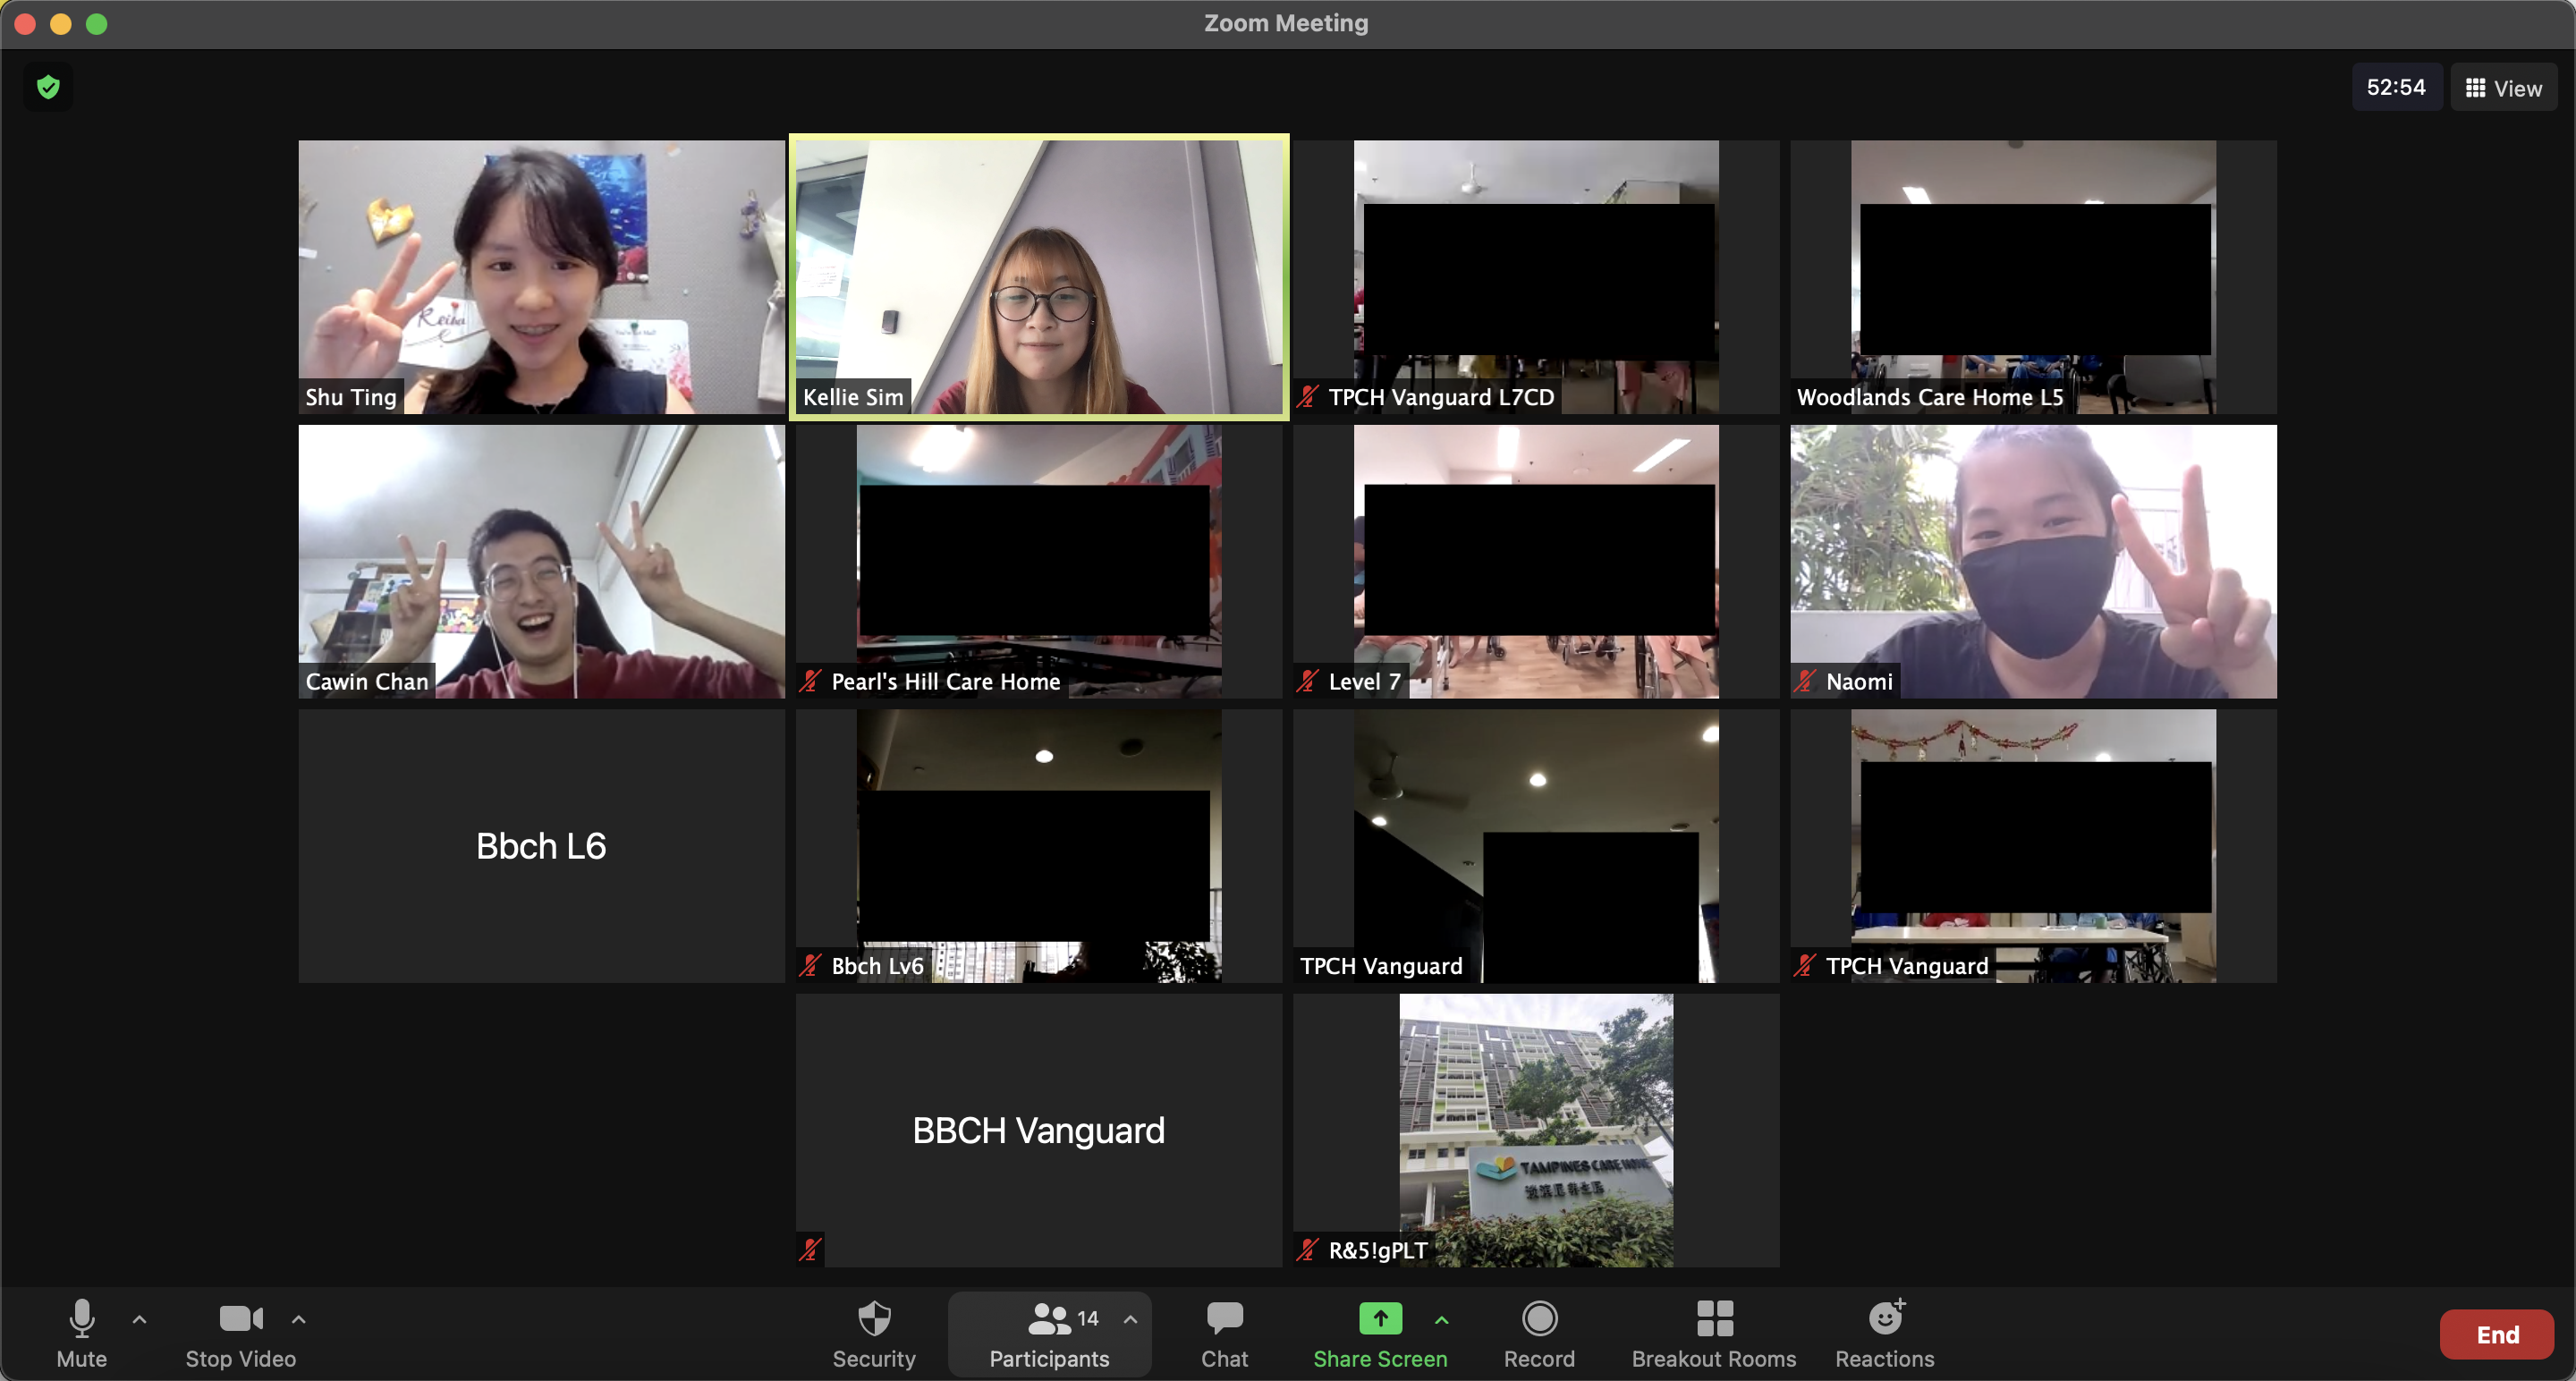 Zoom Meeting
52:54
View
Reiba
Shu Ting
Kellie Sim
TPCH Vanguard L7CD
Woodlands Care Home L5
Cawin Chan
Pearl's Hill Care Home
Level 7
Naomi
Bbch L6
Bbch Lv6
TPCH Vanguard
TPCH Vanguard
BBCH Vanguard
TAMPINES CARE HOME
R&5!gPLT
Mute
Stop Video
Security
14
Participants
Chat
Share Screen
Record
Breakout Rooms
Reactions
End